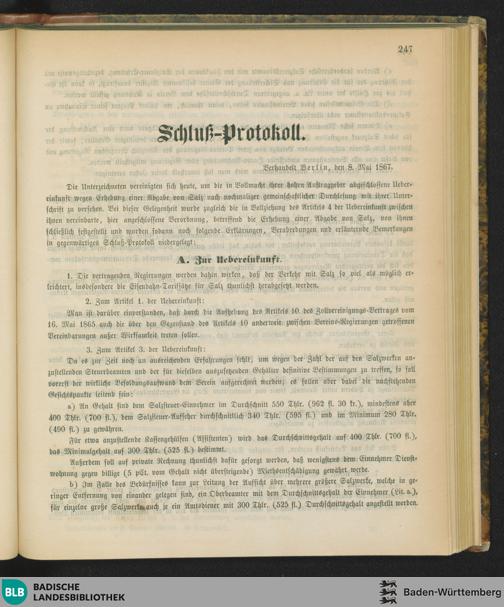 247
Schluß-Protokoll.
Verhandelt Berlin, den 8. Mai 1867.
Die Unterzeichneten vereinigten sich heute, um die in Vollmacht ihrer hohen Auftraggeber abgeschlossene Ueber-
einkunft wegen Erhebung einer Abgabe von Salz nach nochmaliger gemeinschaftlicher Durchlesung mit ihrer Unter-
schrift zu versehen. Bei dieser Gelegenheit wurde zugleich die in Vollziehung des Artikels 4 der Uebereinkunft zwischen
ihnen vereinbarte, hier angeschlossene Verordnung, betreffend die Erhebung einer Abgabe von Salz, von ihnen
schließlich festgestellt und wurden sodann noch folgende Erklärungen, Verabredungen und erläuternde Bemerkungen
in gegenwärtiges Schluß-Protokoll niedergelegt:
A. Zur Uebereinkunft.
1. Die vertragenden Regierungen werden dahin wirken, daß der Verkehr mit Salz so viel als möglich er-
leichtert, insbesondere die Eisenbahn-Tarifsätze für Salz thunlichst herabgesetzt werden.
2. Zum Artikel 1. der Uebereinkunft:
Man ist darüber einverstanden, daß durch die Aufhebung des Artikels 10. des Zollvereinigungs-Vertrages vom
16. Mai 1865 auch die über den Gegenstand des Artikels 10 anderweit zwischen Vereins-Regierungen getroffenen
Vereinbarungen außer Wirksamkeit treten sollen.
3. Zum Artikel 3. der Uebereinkunft:
Da es zur Zeit noch an ausreichenden Erfahrungen fehlt, um wegen der Zahl der auf den Salzwerken an-
zustellenden Steuerbeamten und der für dieselben auszusetzenden Gehälter definitive Bestimmungen zu treffen, so soll
vorerst der wirkliche Besoldungsaufwand dem Verein aufgerechnet werden; es sollen aber dabei die nachstehenden
Gesichtspunkte leitend sein:
a) An Gehalt sind dem Salzsteuer-Einnehmer im Durchschnitt 550 Thlr. (962 fl. 30 kr.), mindestens aber
400 Thlr. (700 fl.), dem Salzsteuer-Aufseher durchschnittlich 340 Thlr. (595 fl.) und im Minimum 280 Thlr.
(490 fl.) zu gewähren.
Für etwa anzustellende Kassengehülfen (Assistenten) wird das Durchschnittsgehalt auf 400 Thlr. (700 fl.),
das Minimalgehalt auf 300 Thlr. (525 fl.) bestimmt.
Außerdem soll auf private Rechnung thunlichst dafür gesorgt werden, daß wenigstens dem Einnehmer Dienst-
wohnung gegen billige (5 pSt. vom Gehalt nicht übersteigende) Miethsentschädigung gewährt werde.
b) Im Falle des Bedürfnisses kann zur Leitung der Aufsicht über mehrere größere Salzwerke, welche in ge-
ringer Entfernung von einander gelegen sind, ein Oberbeamter mit dem Durchschnittsgehalt der Einnehmer (Lit. a.),
für einzelne große Salzwerke auch je ein Amtsdiener mit 300 Thlr. (525 fl.) Durchschnittsgehalt angestellt werden.
BLB BADISCHE
LANDESBIBLIOTHEK
Baden-Württemberg